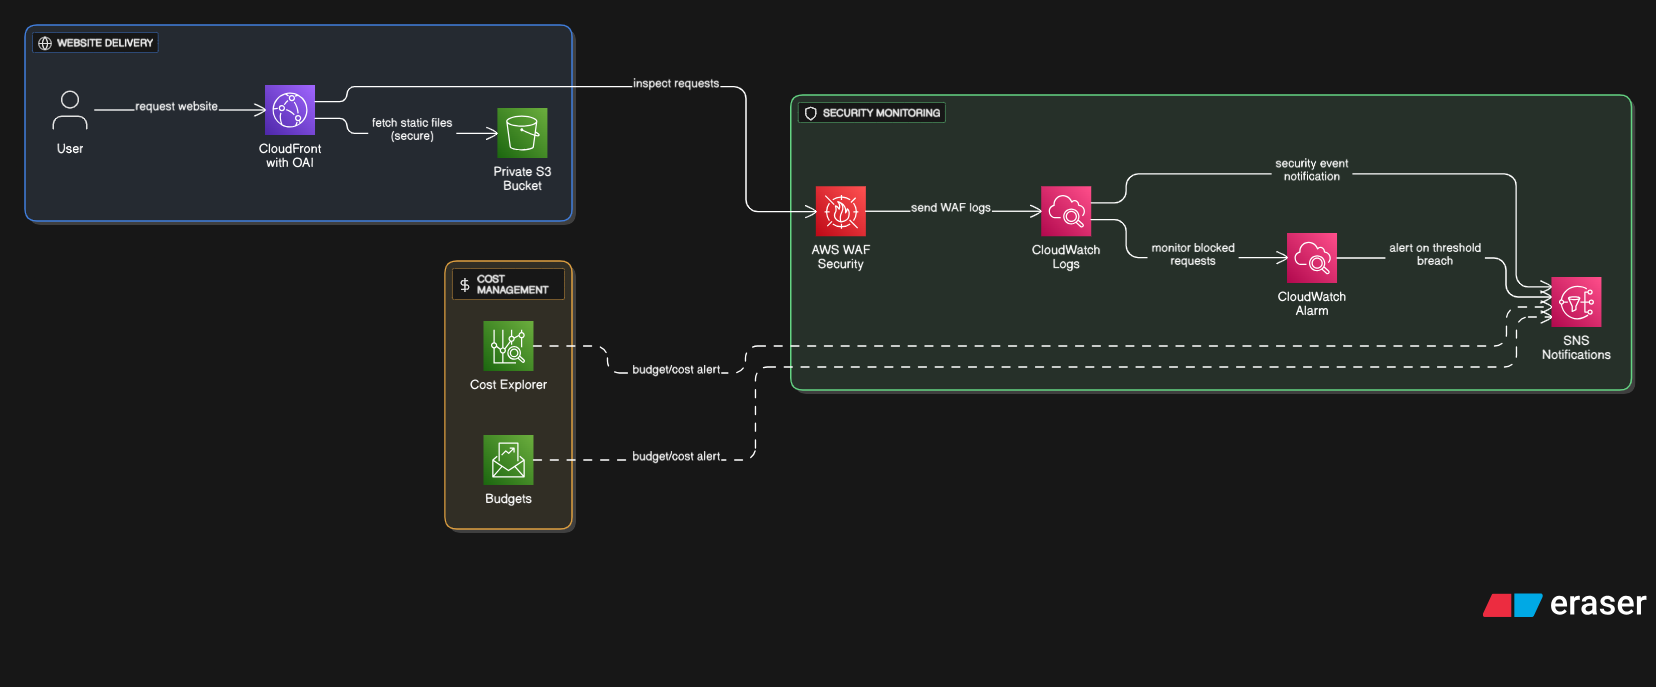 WEBSITE DELIVERY
User
request website
CloudFront
with OAI
inspect requests
fetch static files
(secure)
Private S3
Bucket
SECURITY MONITORING
AWS WAF
Security
send WAF logs
CloudWatch
Logs
security event
notification
monitor blocked
requests
CloudWatch
Alarm
alert on threshold
breach
SNS
Notifications
$ COST
MANAGEMENT
Cost Explorer
budget/cost alert
Budgets
budget/cost alert
eraser